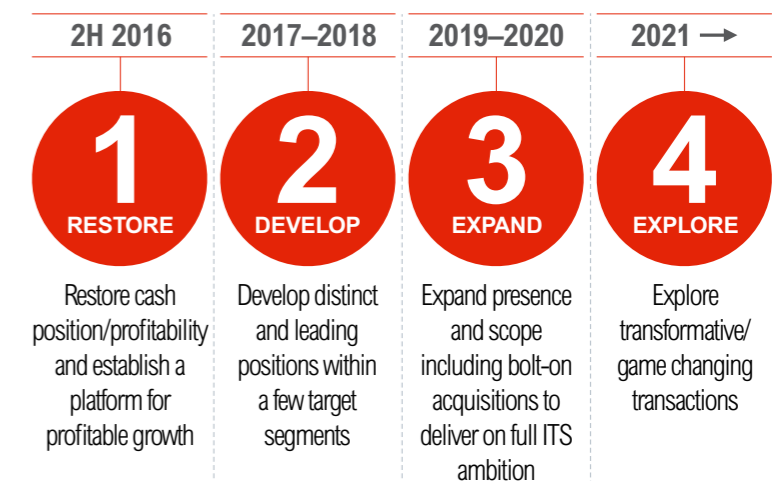 2H 2016
1
RESTORE
Restore cash
position/profitability
and establish a
platform for
profitable growth
2017–2018
2
DEVELOP
Develop distinct
and leading
positions within
a few target
segments
2019–2020
3
EXPAND
Expand presence
and scope
including bolt-on
acquisitions to
deliver on full ITS
ambition
2021 →
4
EXPLORE
Explore
transformative/
game changing
transactions